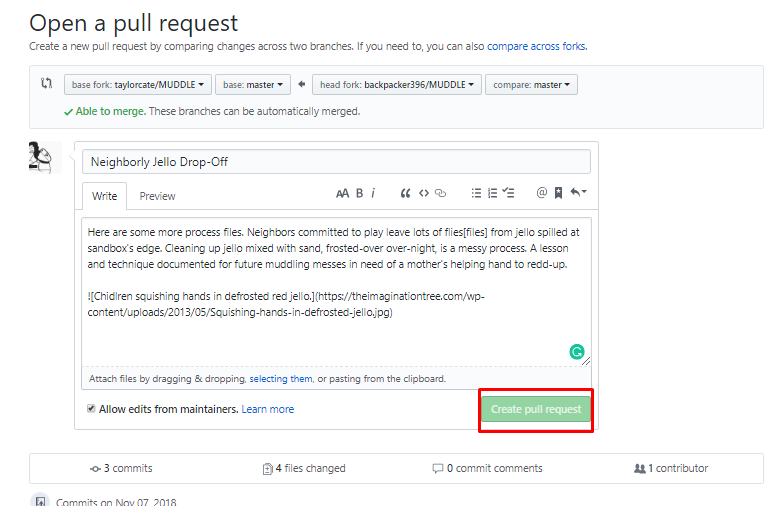 Open a pull request
Create a new pull request by comparing changes across two branches. If you need to, you can also compare across forks.
base fork: taylorcate/MUDDLE base: master head fork: backpacker396/MUDDLE compare: master
Able to merge. These branches can be automatically merged.
Neighborly Jello Drop-Off
Write Preview AA B i @
Here are some more process files. Neighbors committed to play leave lots of flies[files] from jello spilled at
sandbox's edge. Cleaning up jello mixed with sand, frosted-over over-night, is a messy process. A lesson
and technique documented for future muddling messes in need of a mother's helping hand to redd-up.
![Chidlren squishing hands in defrosted red jello.](https://theimaginationtree.com/wp-
content/uploads/2013/05/Squishing-hands-in-defrosted-jello.jpg)
Attach files by dragging & dropping, selecting them, or pasting from the clipboard.
Allow edits from maintainers. Learn more Create pull request
3 commits 4 files changed 0 commit comments 1 contributor
Commits on Nov 07, 2018